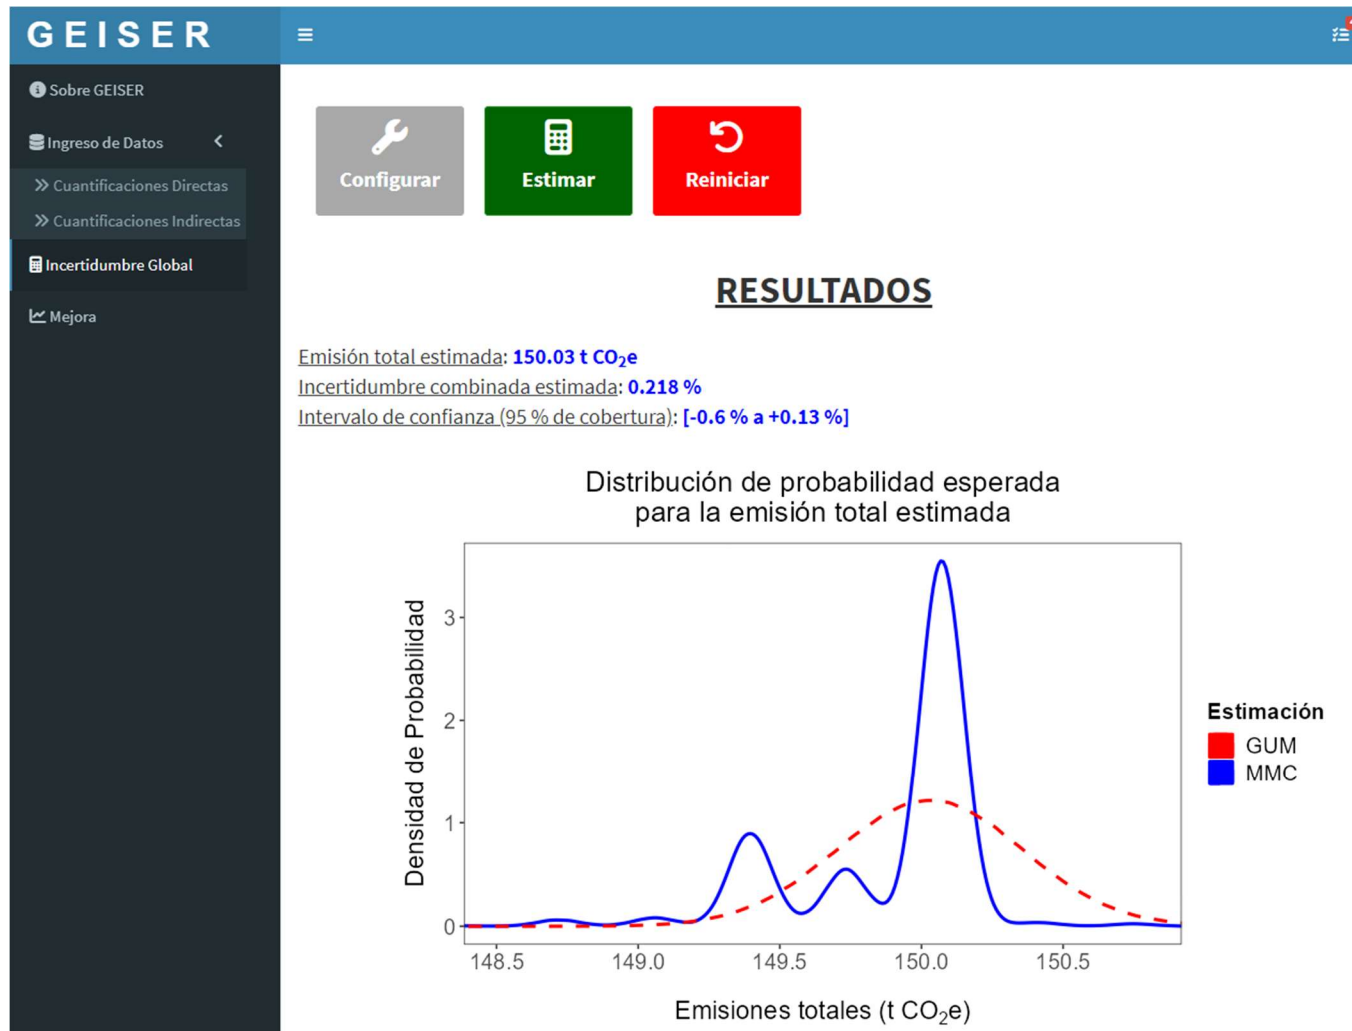 GEISER
Sobre GEISER
Ingreso de Datos
Cuantificaciones Directas
Cuantificaciones Indirectas
Incertidumbre Global
Mejora
Configurar
Estimar
Reiniciar
RESULTADOS
Emisión total estimada: 150.03 t CO₂e
Incertidumbre combinada estimada: 0.218 %
Intervalo de confianza (95 % de cobertura): [-0.6 % a +0.13 %]
Distribución de probabilidad esperada
para la emisión total estimada
Densidad de Probabilidad
3
2
1
0
148.5 149.0 149.5 150.0 150.5
Emisiones totales (t CO₂e)
Estimación
GUM
MMC